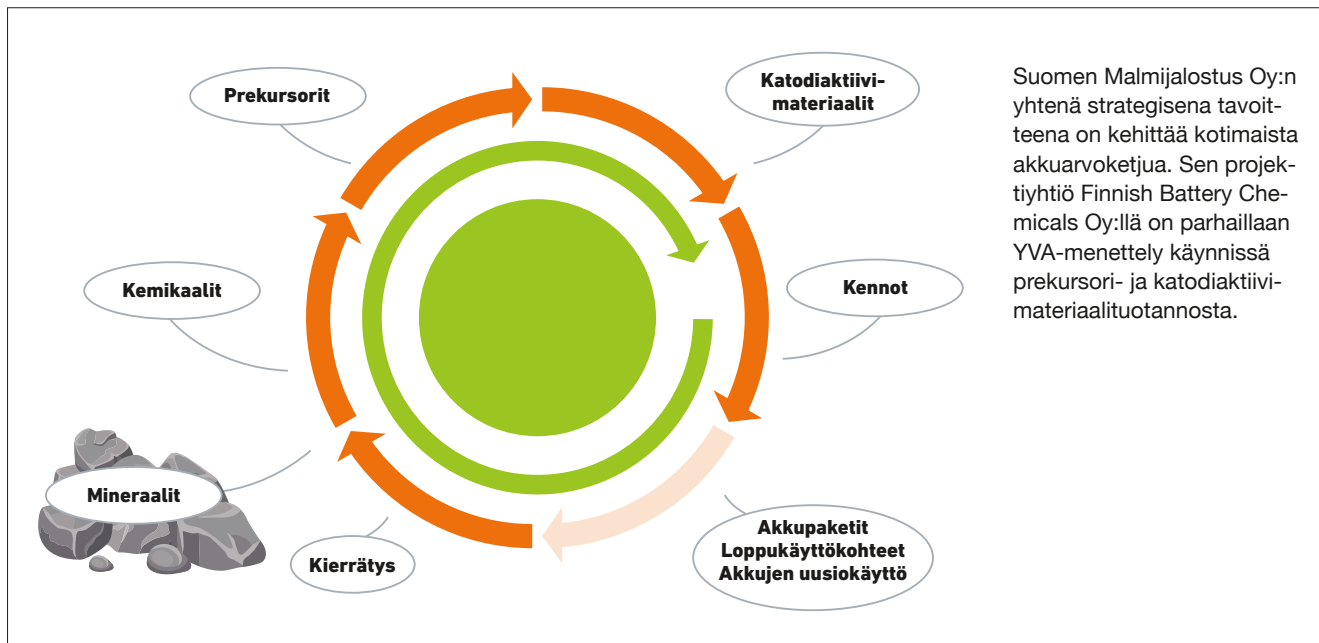 Prekursorit
Katodiaktiivi-
materiaalit
Kemikaalit
Kennot
Mineraalit
Kierrätys
Akkupaketit
Loppukäyttökohteet
Akkujen uusiokäyttö
Suomen Malmijalostus Oy:n
yhtenä strategisena tavoit-
teena on kehittää kotimaista
akkuarvoketjua. Sen projek-
tiyhtiö Finnish Battery Che-
micals Oy:llä on parhaillaan
YVA-menettely käynnissä
prekursori- ja katodiaktiivi-
materiaalituotannosta.